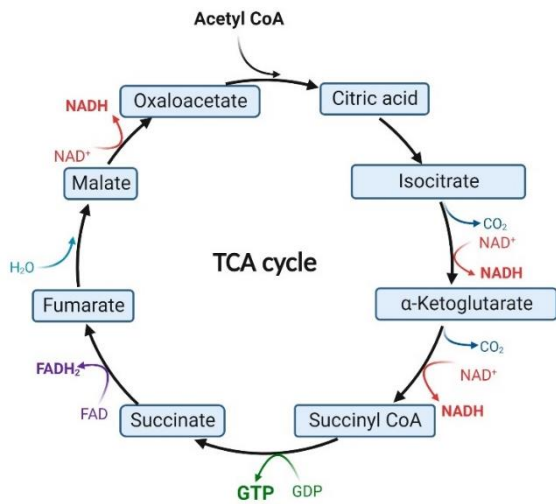 Acetyl CoA
Oxaloacetate
Citric acid
Isocitrate
CO₂
NAD⁺
NADH
α-Ketoglutarate
CO₂
NAD⁺
NADH
Succinyl CoA
GDP
GTP
Succinate
FAD
FADH₂
Fumarate
H₂O
Malate
NAD⁺
NADH
TCA cycle